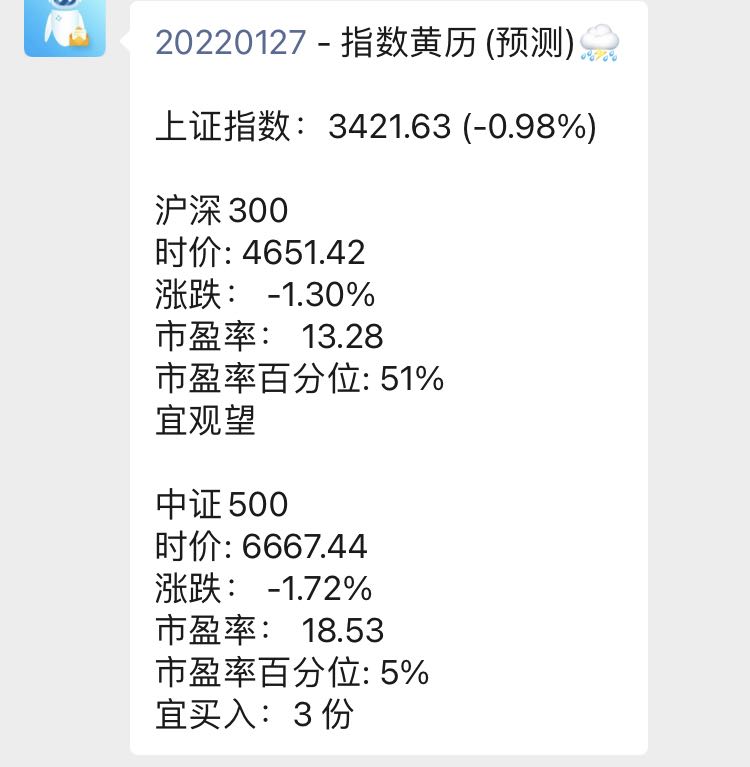 20220127 - 指数黄历 (预测)
上证指数：3421.63 (-0.98%)
沪深300
时价: 4651.42
涨跌： -1.30%
市盈率： 13.28
市盈率百分位: 51%
宜观望
中证500
时价: 6667.44
涨跌： -1.72%
市盈率： 18.53
市盈率百分位: 5%
宜买入：3 份